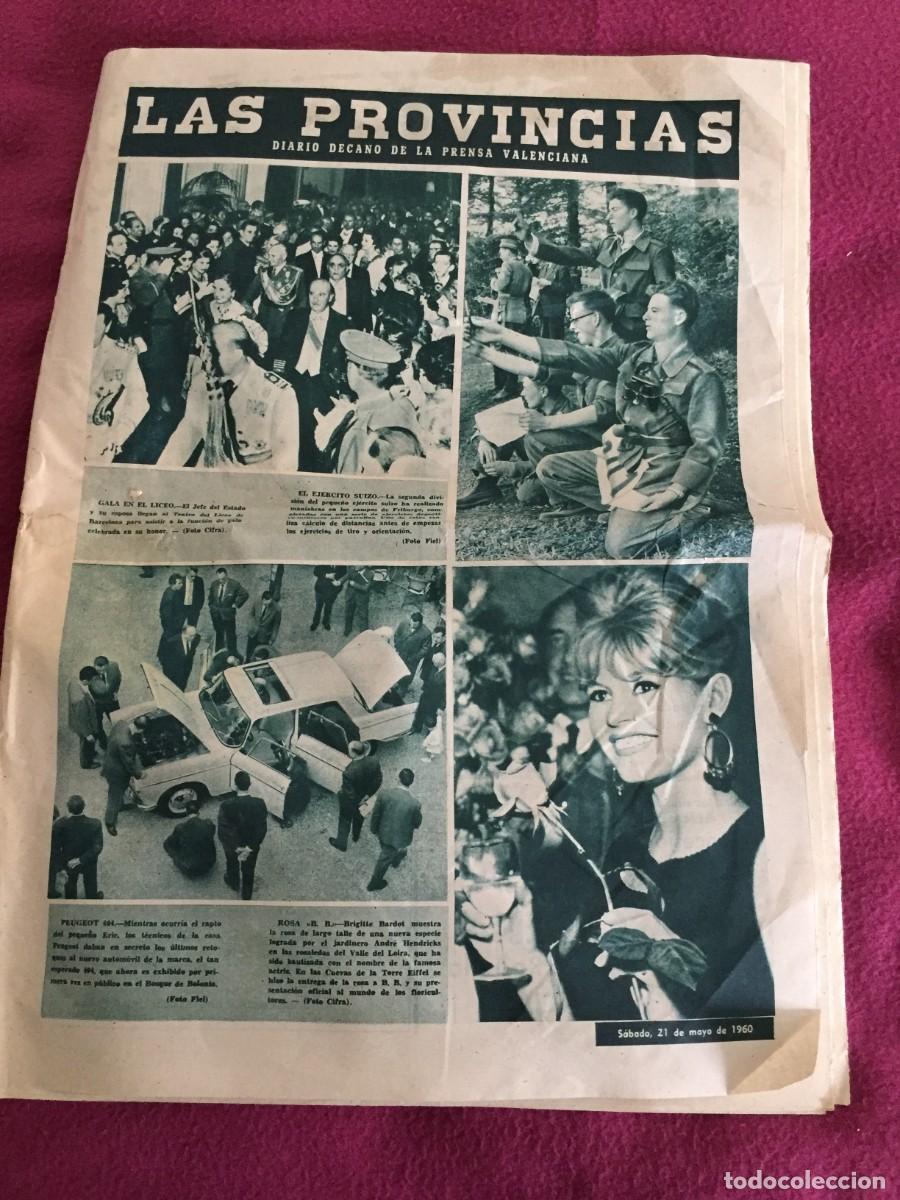 LAS PROVINCIAS
DIARIO DECANO DE LA PRENSA VALENCIANA
GALA EN EL LICEO.—El Jefe del Estado
y su esposa llegan al Teatro del Liceo de
Barcelona para asistir a la función de gala
celebrada en su honor. — (Foto Cifra).
EL EJERCITO SUIZO.—La segunda divi-
sión del pequeño ejército suizo ha realizado
maniobras en los campos de Friburgo, com-
tiza cálculo de distancias antes de empezar
los ejercicios de tiro y orientación.
(Foto Fiel)
PEUGEOT 404.—Mientras ocurría el rapto
del pequeño Eric, los técnicos de la casa
Peugeot daban en secreto los últimos reto-
ques al nuevo automóvil de la marca, el tan
esperado 404, que ahora es exhibido por pri-
mera vez en público en el Bosque de Bolonia.
(Foto Fiel)
ROSA «B. B.»—Brigitte Bardot muestra
la rosa de largo talle de una nueva especie
lograda por el jardinero André Hendricks
en las rosaledas del Valle del Loira, que ha
sido bautizada con el nombre de la famosa
actriz. En las Cuevas de la Torre Eiffel se
hizo la entrega de la rosa a B. B. y su pre-
sentación oficial al mundo de los floricul-
tores. — (Foto Cifra).
Sábado, 21 de mayo de 1960
todocoleccion